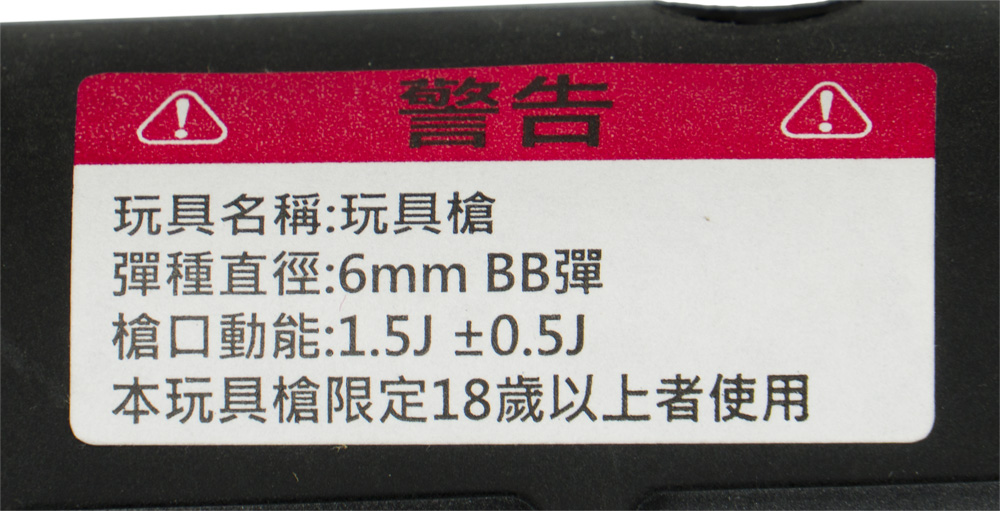 警告
玩具名稱:玩具槍
彈種直徑:6mm BB彈
槍口動能:1.5J ±0.5J
本玩具槍限定18歲以上者使用